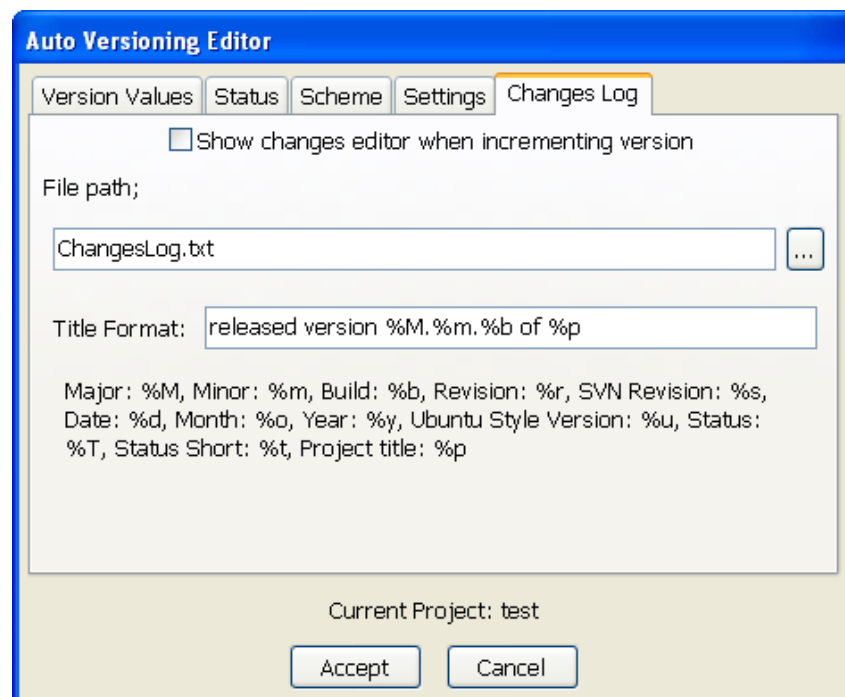 Auto Versioning Editor
Version Values Status Scheme Settings Changes Log
Show changes editor when incrementing version
File path;
ChangesLog.txt ...
Title Format: released version %M.%m.%b of %p
Major: %M, Minor: %m, Build: %b, Revision: %r, SVN Revision: %s,
Date: %d, Month: %o, Year: %y, Ubuntu Style Version: %u, Status:
%T, Status Short: %t, Project title: %p
Current Project: test
Accept Cancel